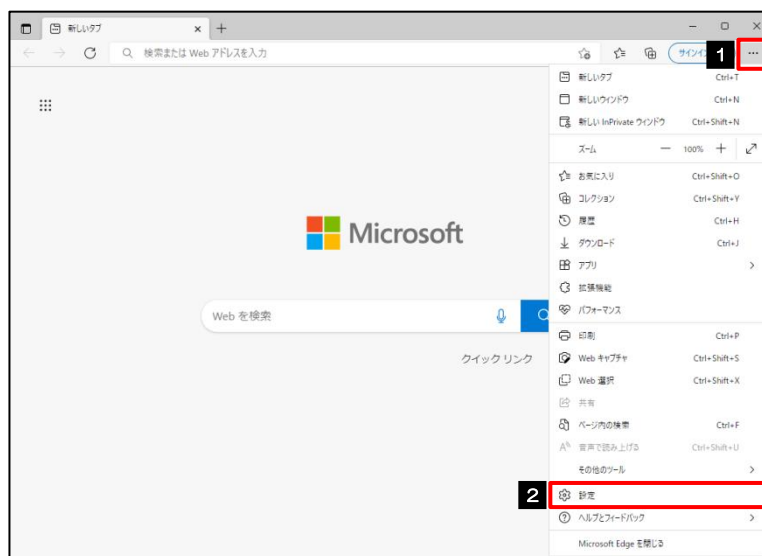 新しいタブ
検索または Web アドレスを入力
サインイン
1
新しいタブ Ctrl+T
新しいウィンドウ Ctrl+N
新しい InPrivate ウィンドウ Ctrl+Shift+N
ズーム 100%
お気に入り Ctrl+Shift+O
コレクション Ctrl+Shift+Y
履歴 Ctrl+H
ダウンロード Ctrl+J
アプリ
拡張機能
パフォーマンス
印刷 Ctrl+P
Web キャプチャ Ctrl+Shift+S
Web 選択 Ctrl+Shift+X
共有
ページ内の検索 Ctrl+F
音声で読み上げる Ctrl+Shift+U
その他のツール
2
設定
ヘルプとフィードバック
Microsoft Edge を閉じる
Microsoft
Web を検索
クイック リンク